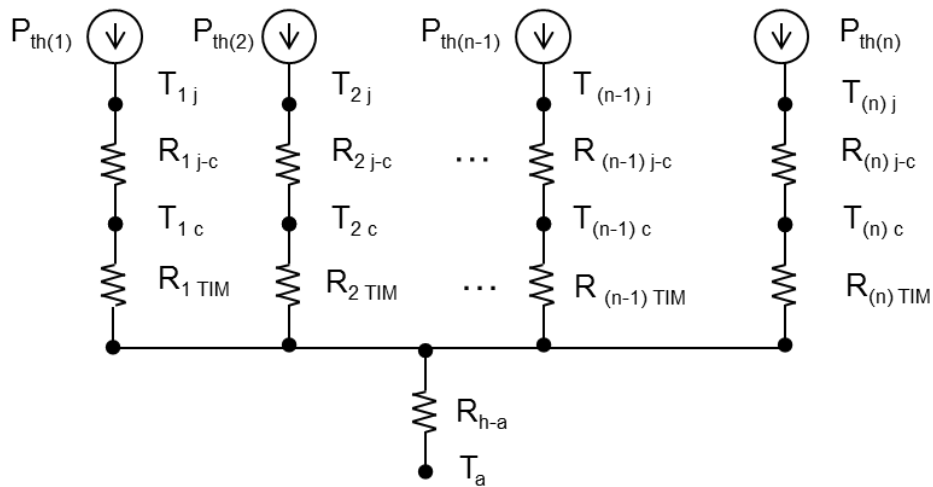 P_th(1) P_th(2) P_th(n-1) P_th(n)
T_1 j T_2 j T_(n-1) j T_(n) j
R_1 j-c R_2 j-c ... R_(n-1) j-c R_(n) j-c
T_1 c T_2 c T_(n-1) c T_(n) c
R_1 TIM R_2 TIM ... R_(n-1) TIM R_(n) TIM
R_h-a
T_a